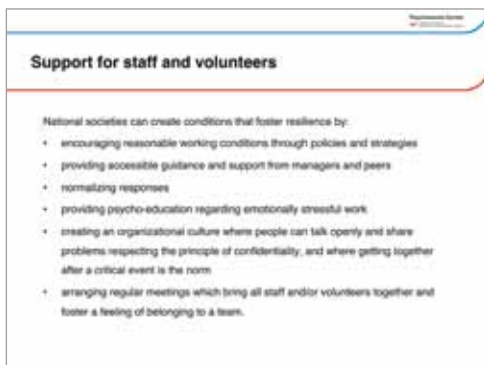 Psychosocial Centre
Support for staff and volunteers
National societies can create conditions that foster resilience by:
• encouraging reasonable working conditions through policies and strategies
• providing accessible guidance and support from managers and peers
• normalizing responses
• providing psycho-education regarding emotionally stressful work
• creating an organizational culture where people can talk openly and share
problems respecting the principle of confidentiality, and where getting together
after a critical event is the norm
• arranging regular meetings which bring all staff and/or volunteers together and
foster a feeling of belonging to a team.